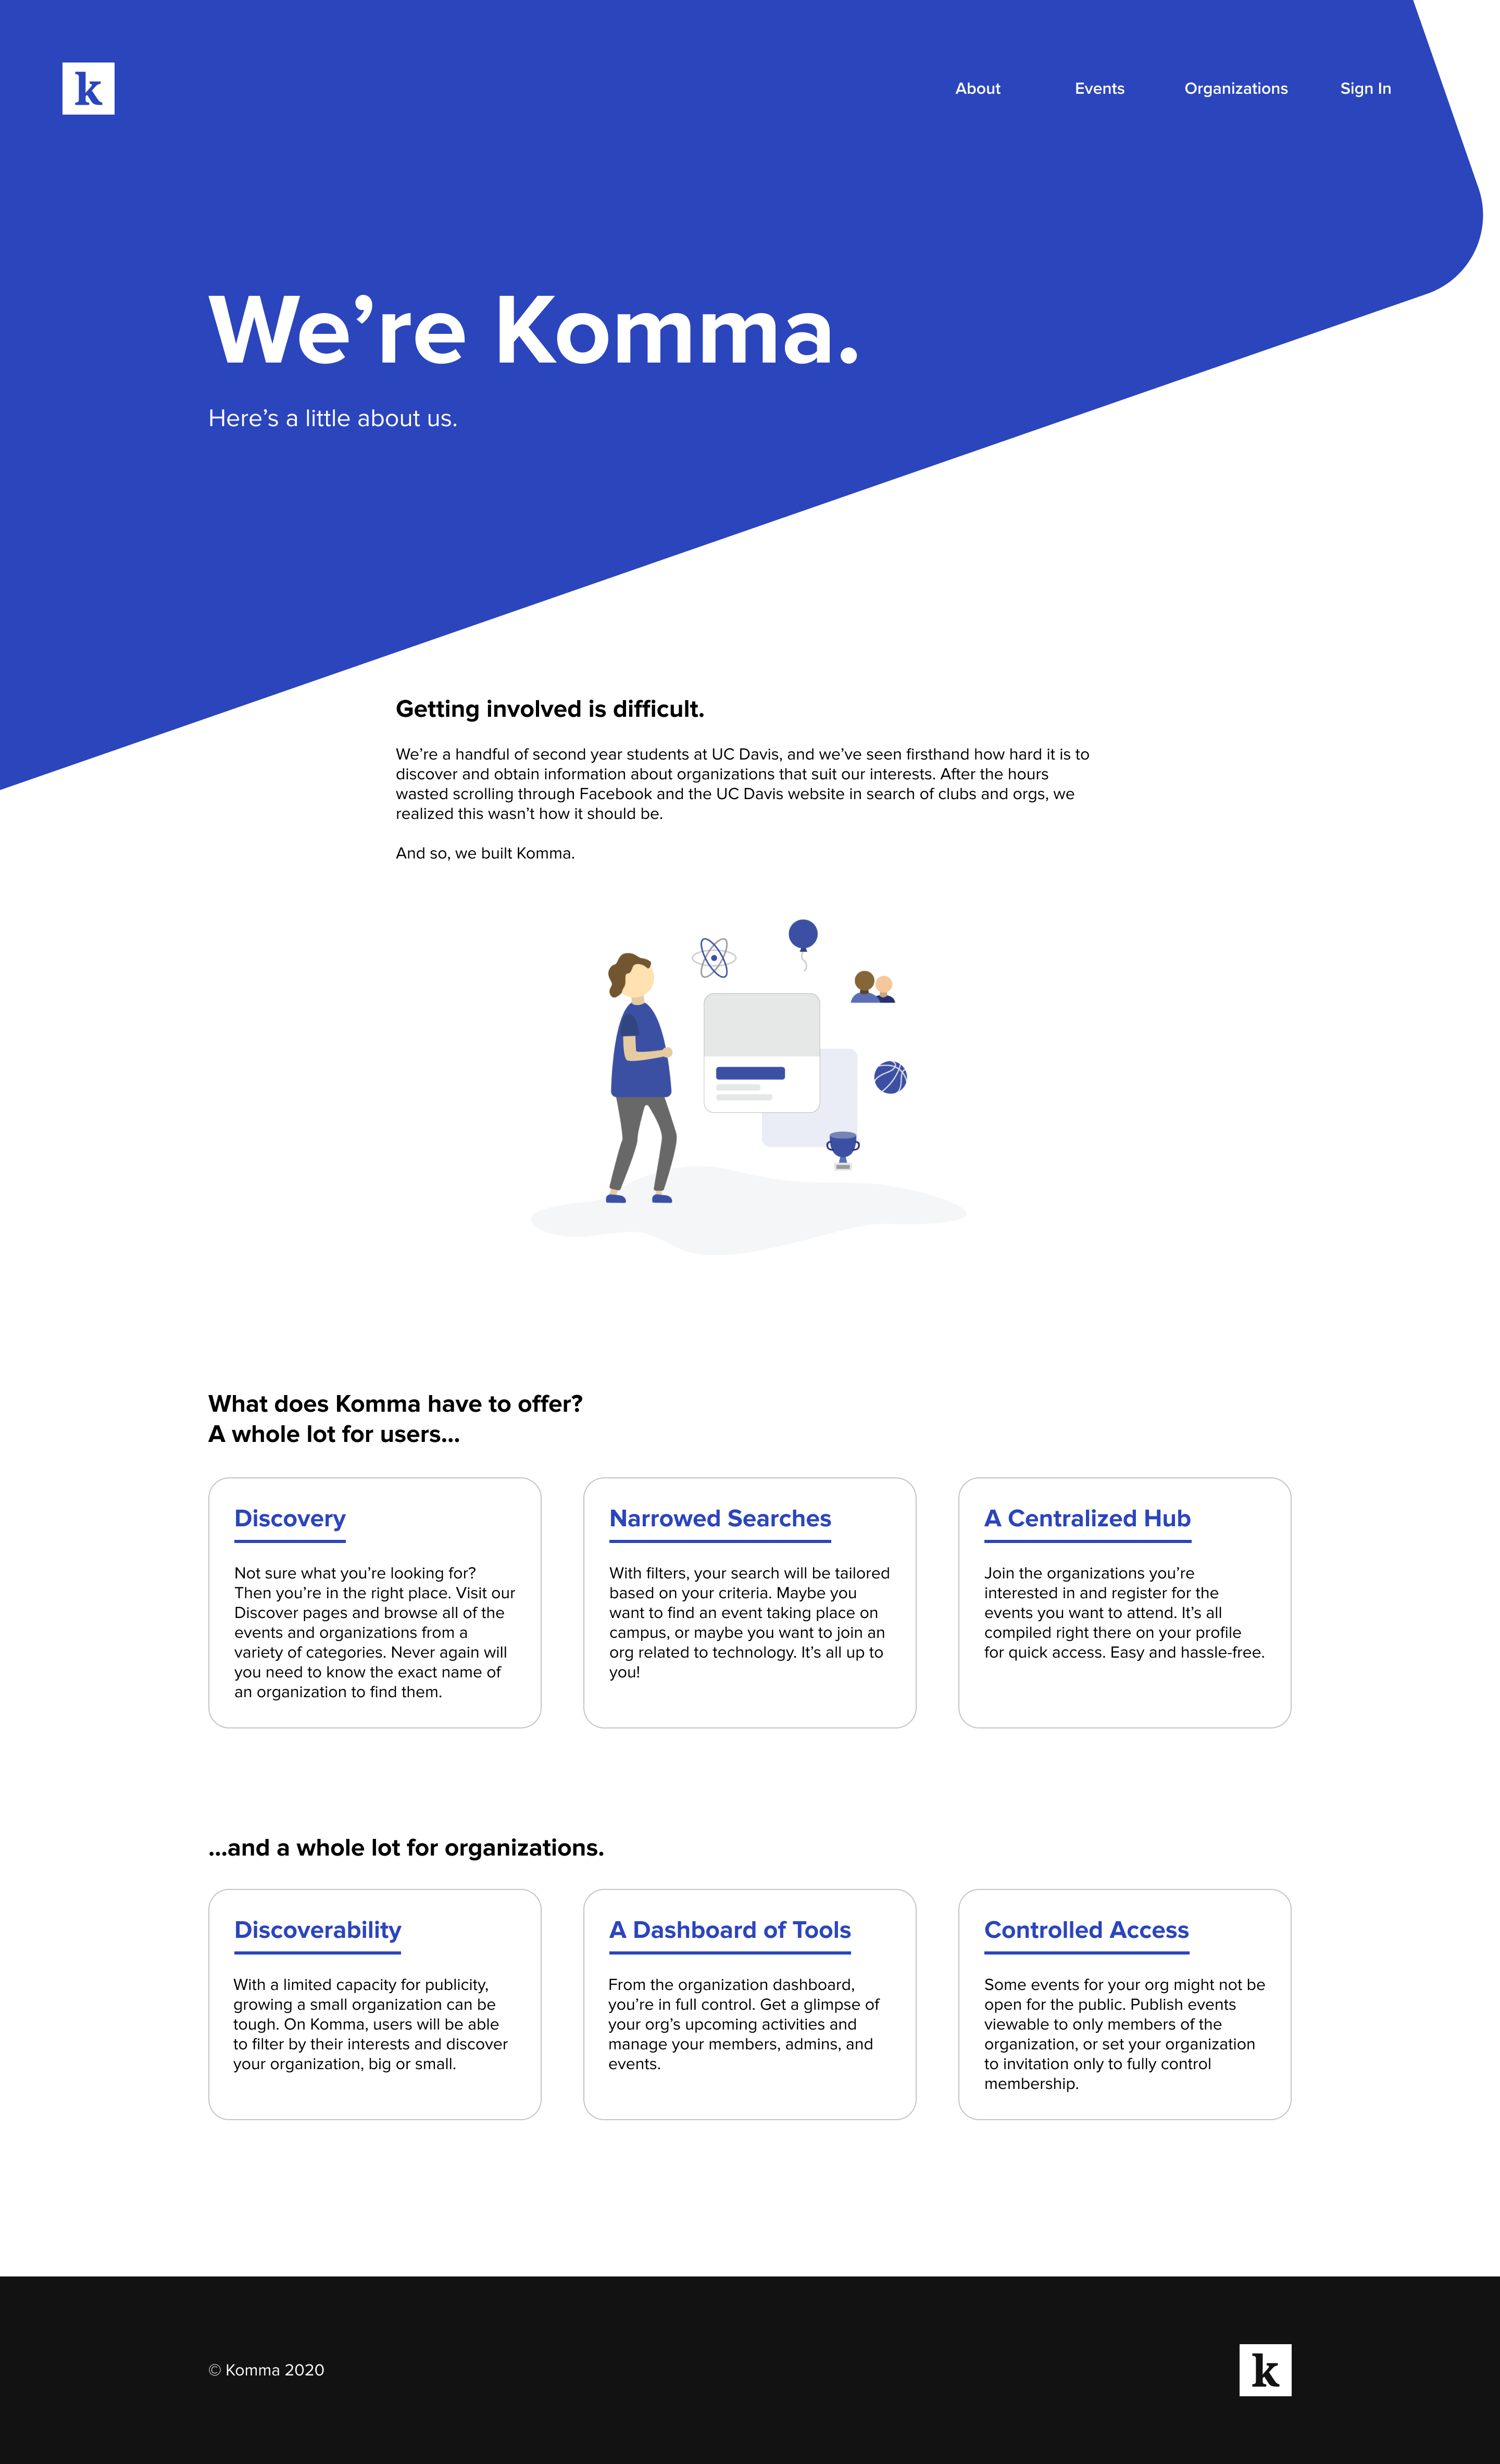 k
About Events Organizations Sign In
We’re Komma.
Here’s a little about us.
Getting involved is difficult.
We’re a handful of second year students at UC Davis, and we’ve seen firsthand how hard it is to
discover and obtain information about organizations that suit our interests. After the hours
wasted scrolling through Facebook and the UC Davis website in search of clubs and orgs, we
realized this wasn’t how it should be.
And so, we built Komma.
What does Komma have to offer?
A whole lot for users...
Discovery
Not sure what you’re looking for?
Then you’re in the right place. Visit our
Discover pages and browse all of the
events and organizations from a
variety of categories. Never again will
you need to know the exact name of
an organization to find them.
Narrowed Searches
With filters, your search will be tailored
based on your criteria. Maybe you
want to find an event taking place on
campus, or maybe you want to join an
org related to technology. It’s all up to
you!
A Centralized Hub
Join the organizations you’re
interested in and register for the
events you want to attend. It’s all
compiled right there on your profile
for quick access. Easy and hassle-free.
...and a whole lot for organizations.
Discoverability
With a limited capacity for publicity,
growing a small organization can be
tough. On Komma, users will be able
to filter by their interests and discover
your organization, big or small.
A Dashboard of Tools
From the organization dashboard,
you’re in full control. Get a glimpse of
your org’s upcoming activities and
manage your members, admins, and
events.
Controlled Access
Some events for your org might not be
open for the public. Publish events
viewable to only members of the
organization, or set your organization
to invitation only to fully control
membership.
© Komma 2020
k